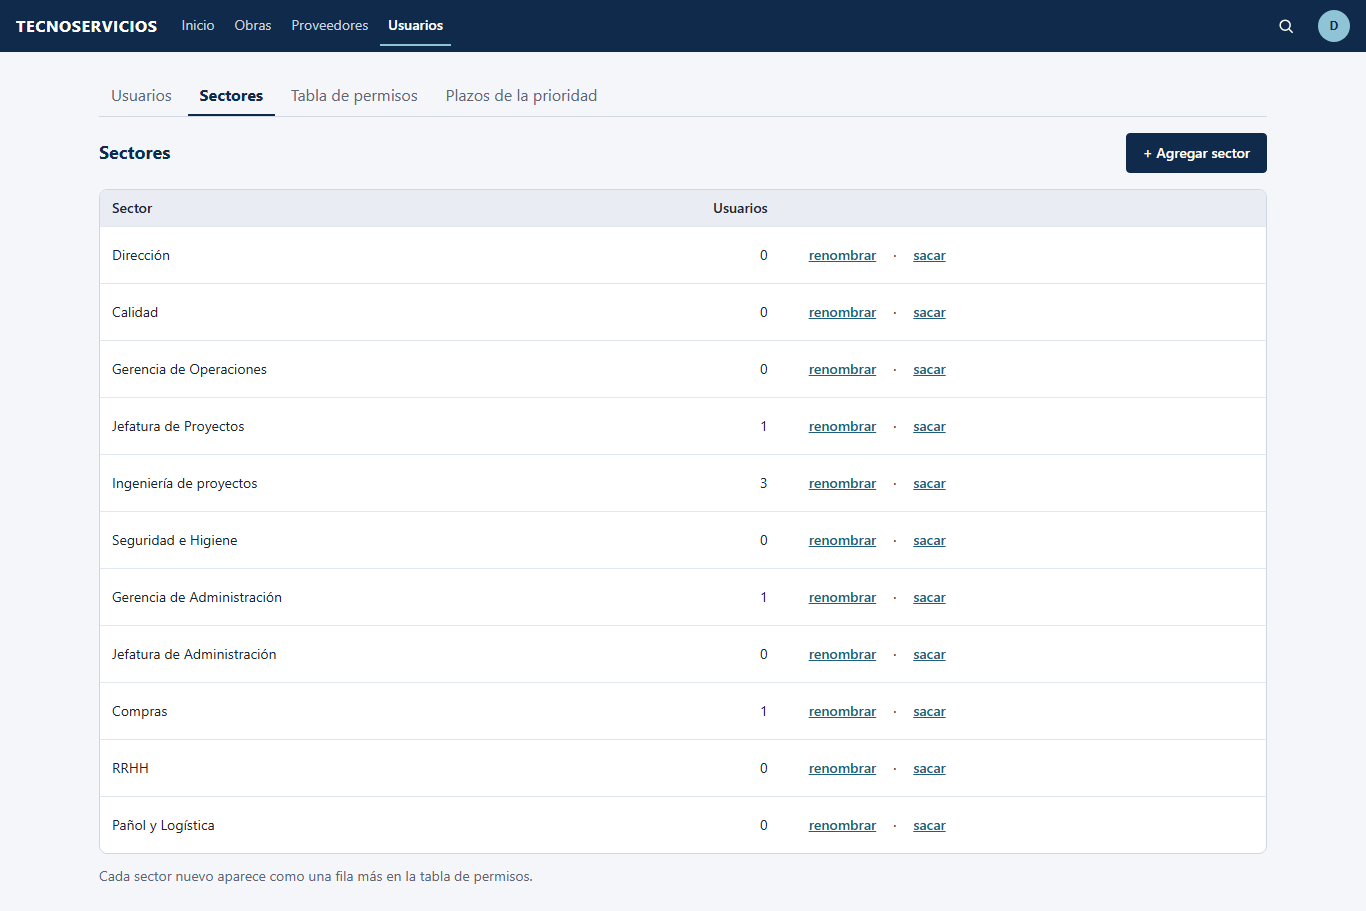 TECNOSERVICIOS Inicio Obras Proveedores Usuarios D
Usuarios Sectores Tabla de permisos Plazos de la prioridad
Sectores + Agregar sector
Sector Usuarios
Dirección 0 renombrar · sacar
Calidad 0 renombrar · sacar
Gerencia de Operaciones 0 renombrar · sacar
Jefatura de Proyectos 1 renombrar · sacar
Ingeniería de proyectos 3 renombrar · sacar
Seguridad e Higiene 0 renombrar · sacar
Gerencia de Administración 1 renombrar · sacar
Jefatura de Administración 0 renombrar · sacar
Compras 1 renombrar · sacar
RRHH 0 renombrar · sacar
Pañol y Logística 0 renombrar · sacar
Cada sector nuevo aparece como una fila más en la tabla de permisos.